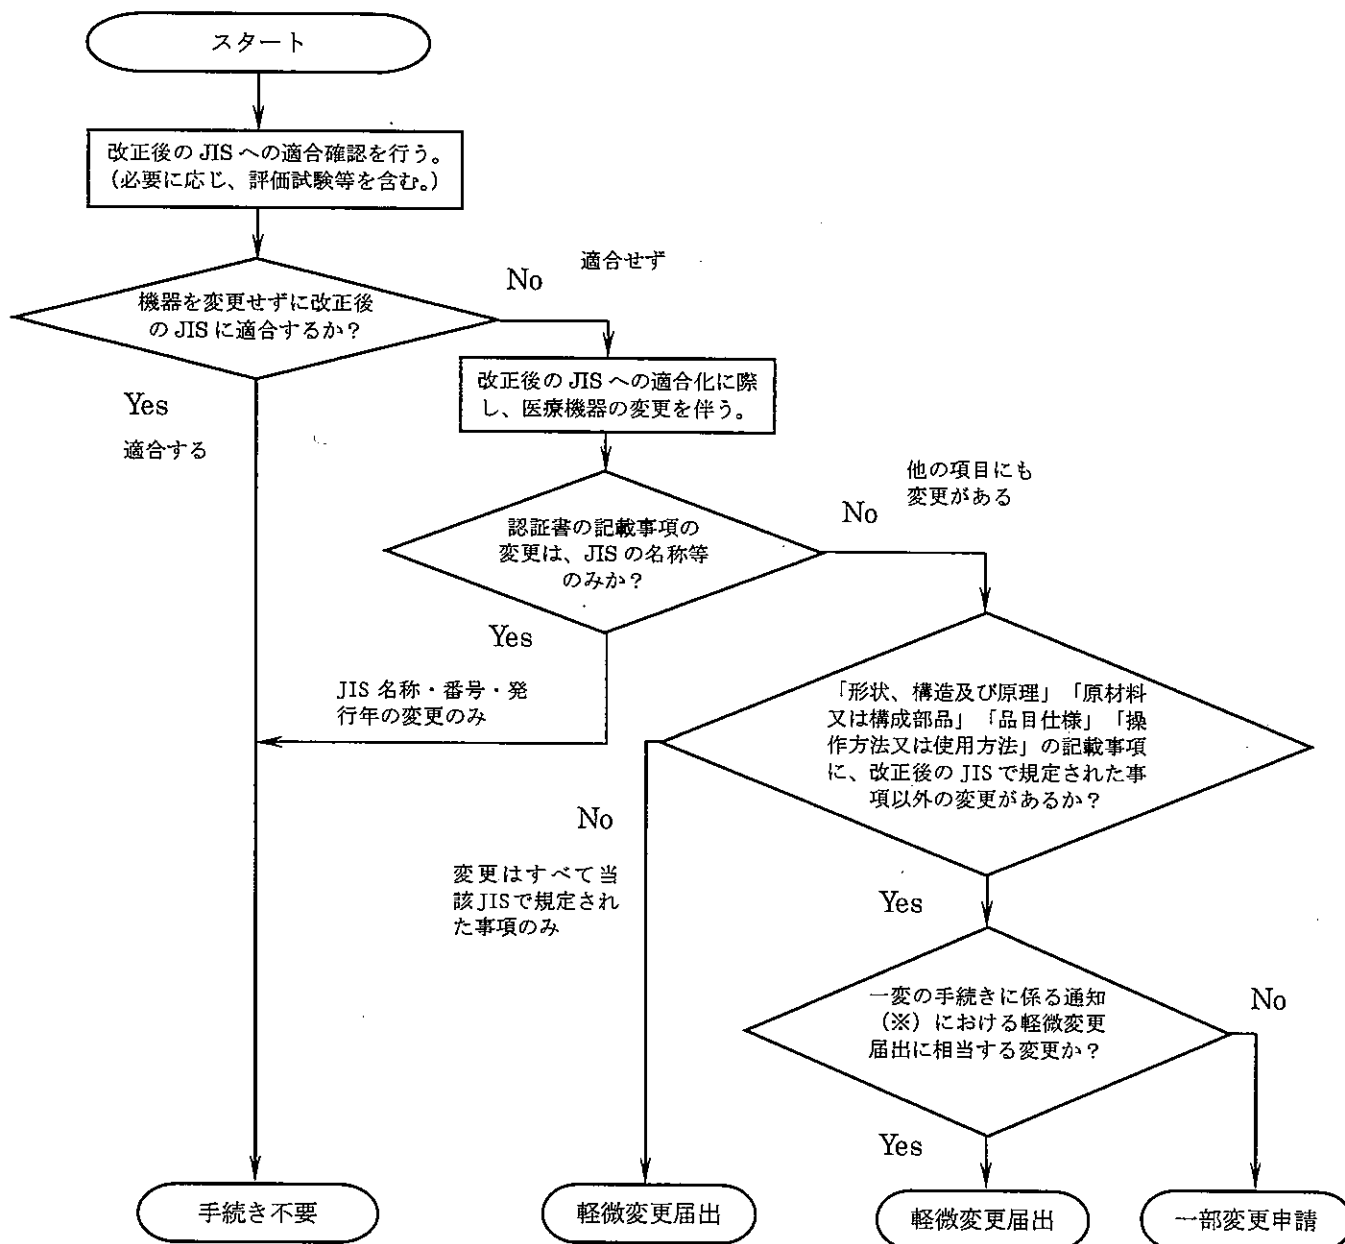 スタート
改正後の JIS への適合確認を行う。
（必要に応じ、評価試験等を含む。）
No
適合せず
機器を変更せずに改正後
の JIS に適合するか？
Yes
適合する
改正後の JIS への適合化に際
し、医療機器の変更を伴う。
他の項目にも
変更がある
No
認証書の記載事項の
変更は、JIS の名称等
のみか？
Yes
JIS 名称・番号・発
行年の変更のみ
「形状、構造及び原理」「原材料
又は構成部品」「品目仕様」「操
作方法又は使用方法」の記載事項
に、改正後の JIS で規定された事
項以外の変更があるか？
No
変更はすべて当
該JISで規定され
た事項のみ
Yes
一変の手続きに係る通知
（※）における軽微変更
届出に相当する変更か？
No
Yes
手続き不要
軽微変更届出
軽微変更届出
一部変更申請